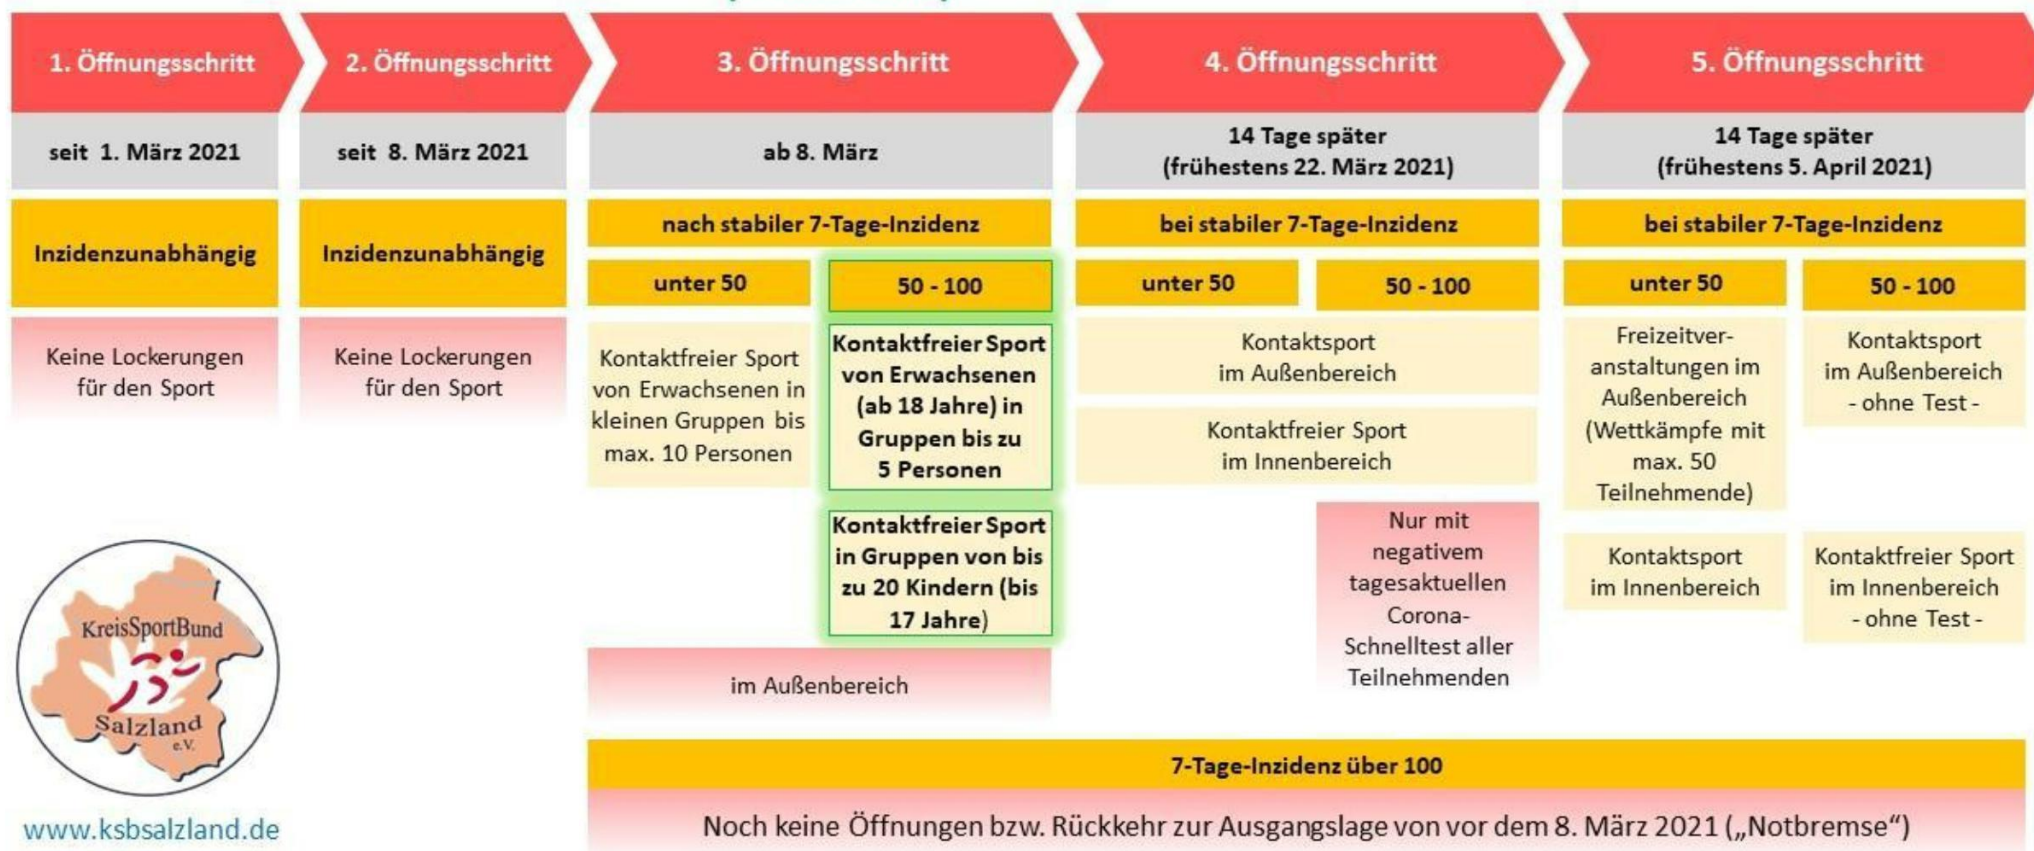 1. Öffnungsschritt
2. Öffnungsschritt
3. Öffnungsschritt
4. Öffnungsschritt
5. Öffnungsschritt
seit 1. März 2021
seit 8. März 2021
ab 8. März
14 Tage später
(frühestens 22. März 2021)
14 Tage später
(frühestens 5. April 2021)
Inzidenzunabhängig
Inzidenzunabhängig
nach stabiler 7-Tage-Inzidenz
bei stabiler 7-Tage-Inzidenz
bei stabiler 7-Tage-Inzidenz
unter 50
50 - 100
unter 50
50 - 100
unter 50
50 - 100
Keine Lockerungen
für den Sport
Keine Lockerungen
für den Sport
Kontaktfreier Sport
von Erwachsenen in
kleinen Gruppen bis
max. 10 Personen
Kontaktfreier Sport
von Erwachsenen
(ab 18 Jahre) in
Gruppen bis zu
5 Personen
Kontaktfreier Sport
in Gruppen von bis
zu 20 Kindern (bis
17 Jahre)
im Außenbereich
Kontaktsport
im Außenbereich
Kontaktfreier Sport
im Innenbereich
Nur mit
negativem
tagesaktuellen
Corona-
Schnelltest aller
Teilnehmenden
Freizeitver-
anstaltungen im
Außenbereich
(Wettkämpfe mit
max. 50
Teilnehmende)
Kontaktsport
im Innenbereich
Kontaktsport
im Außenbereich
- ohne Test -
Kontaktfreier Sport
im Innenbereich
- ohne Test -
7-Tage-Inzidenz über 100
Noch keine Öffnungen bzw. Rückkehr zur Ausgangslage von vor dem 8. März 2021 („Notbremse“)
KreisSportBund
Salzland
e.V.
www.ksbsalzland.de